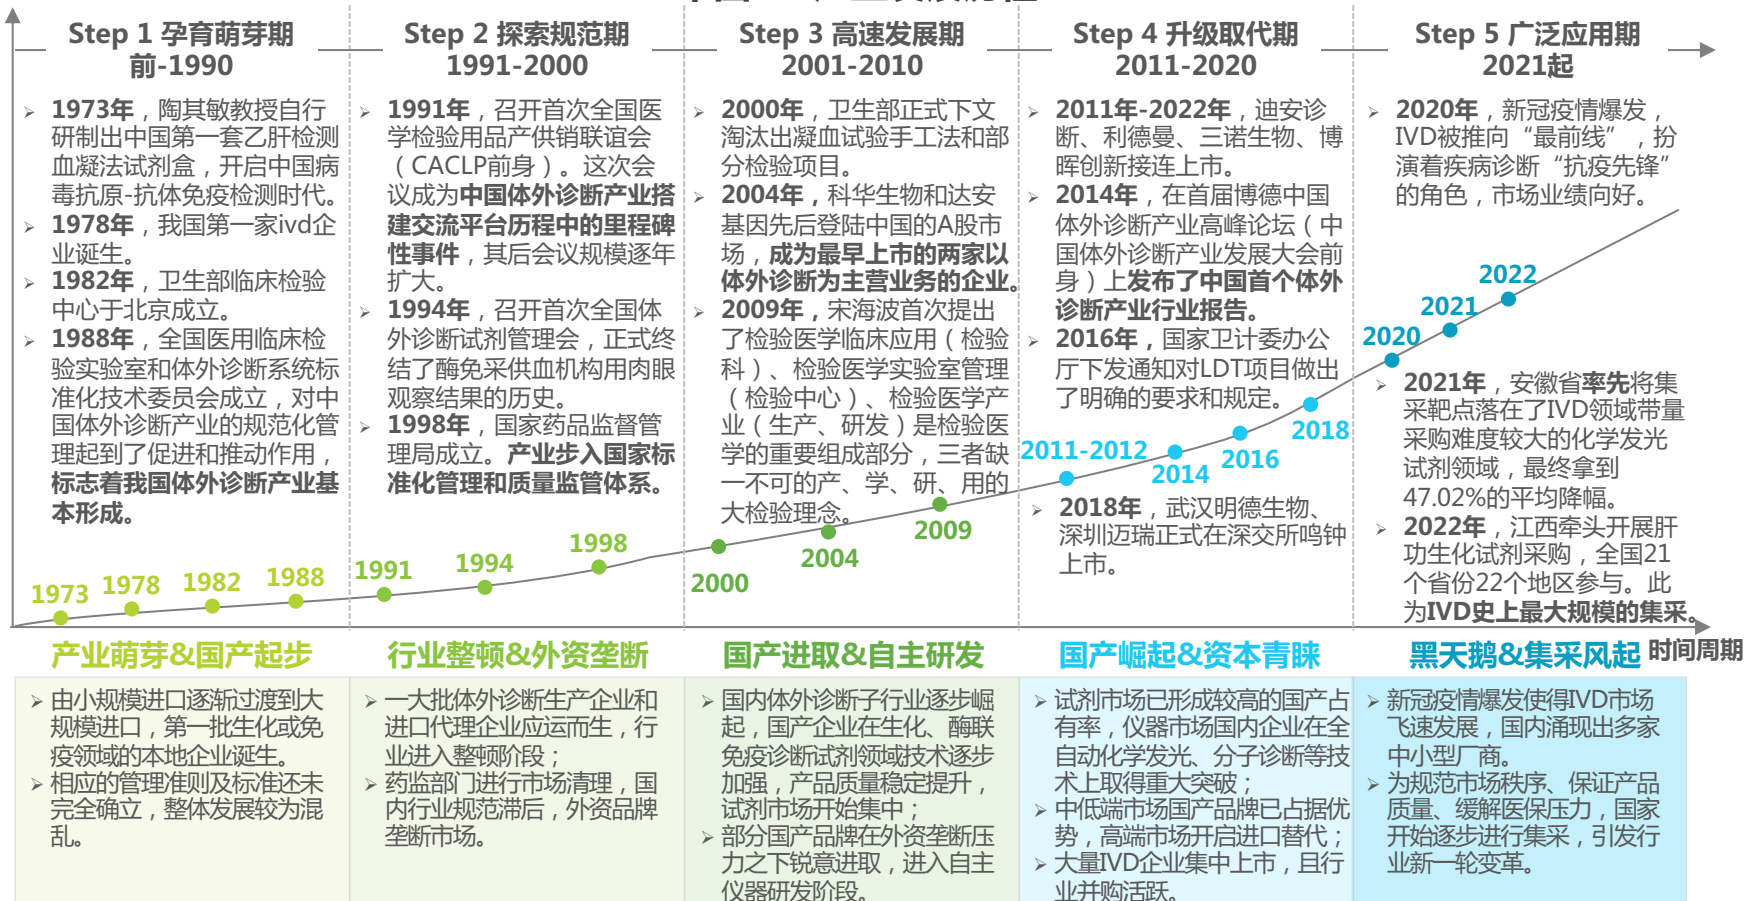 Step 1 孕育萌芽期
前-1990
1973年，陶其敏教授自行
研制出中国第一套乙肝检测
血凝法试剂盒，开启中国病
毒抗原-抗体免疫检测时代。
1978年，我国第一家ivd企
业诞生。
1982年，卫生部临床检验
中心于北京成立。
1988年，全国医用临床检
验实验室和体外诊断系统标
准化技术委员会成立，对中
国体外诊断产业的规范化管
理起到了促进和推动作用，
标志着我国体外诊断产业基
本形成。
Step 2 探索规范期
1991-2000
1991年，召开首次全国医
学检验用品产供销联谊会
（CACLP前身）。这次会
议成为中国体外诊断产业搭
建交流平台历程中的里程碑
性事件，其后会议规模逐年
扩大。
1994年，召开首次全国体
外诊断试剂管理会，正式终
结了酶免采供血机构用肉眼
观察结果的历史。
1998年，国家药品监督管
理局成立。产业步入国家标
准化管理和质量监管体系。
Step 3 高速发展期
2001-2010
2000年，卫生部正式下文
淘汰出凝血试验手工法和部
分检验项目。
2004年，科华生物和达安
基因先后登陆中国的A股市
场，成为最早上市的两家以
体外诊断为主营业务的企业。
2009年，宋海波首次提出
了检验医学临床应用（检验
科）、检验医学实验室管理
（检验中心）、检验医学产
业（生产、研发）是检验医
学的重要组成部分，三者缺
一不可的产、学、研、用的
大检验理念。
Step 4 升级取代期
2011-2020
2011年-2022年，迪安诊
断、利德曼、三诺生物、博
晖创新接连上市。
2014年，在首届博德中国
体外诊断产业高峰论坛（中
国体外诊断产业发展大会前
身）上发布了中国首个体外
诊断产业行业报告。
2016年，国家卫计委办公
厅下发通知对LDT项目做出
了明确的要求和规定。
2018年，武汉明德生物、
深圳迈瑞正式在深交所鸣钟
上市。
Step 5 广泛应用期
2021起
2020年，新冠疫情爆发，
IVD被推向“最前线”，扮
演着疾病诊断“抗疫先锋”
的角色，市场业绩向好。
2021年，安徽省率先将集
采靶点落在了IVD领域带量
采购难度较大的化学发光
试剂领域，最终拿到
47.02%的平均降幅。
2022年，江西牵头开展肝
功生化试剂采购，全国21
个省份22个地区参与。此
为IVD史上最大规模的集采。
1973
1978
1982
1988
1991
1994
1998
2000
2004
2009
2011-2012
2014
2016
2018
2020
2021
2022
时间周期
产业萌芽&国产起步
由小规模进口逐渐过渡到大
规模进口，第一批生化或免
疫领域的本地企业诞生。
相应的管理准则及标准还未
完全确立，整体发展较为混
乱。
行业整顿&外资垄断
一大批体外诊断生产企业和
进口代理企业应运而生，行
业进入整顿阶段；
药监部门进行市场清理，国
内行业规范滞后，外资品牌
垄断市场。
国产进取&自主研发
国内体外诊断子行业逐步崛
起，国产企业在生化、酶联
免疫诊断试剂领域技术逐步
加强，产品质量稳定提升，
试剂市场开始集中；
部分国产品牌在外资垄断压
力之下锐意进取，进入自主
仪器研发阶段。
国产崛起&资本青睐
试剂市场已形成较高的国产占
有率，仪器市场国内企业在全
自动化学发光、分子诊断等技
术上取得重大突破；
中低端市场国产品牌已占据优
势，高端市场开启进口替代；
大量IVD企业集中上市，且行
业并购活跃。
黑天鹅&集采风起
新冠疫情爆发使得IVD市场
飞速发展，国内涌现出多家
中小型厂商。
为规范市场秩序、保证产品
质量、缓解医保压力，国家
开始逐步进行集采，引发行
业新一轮变革。